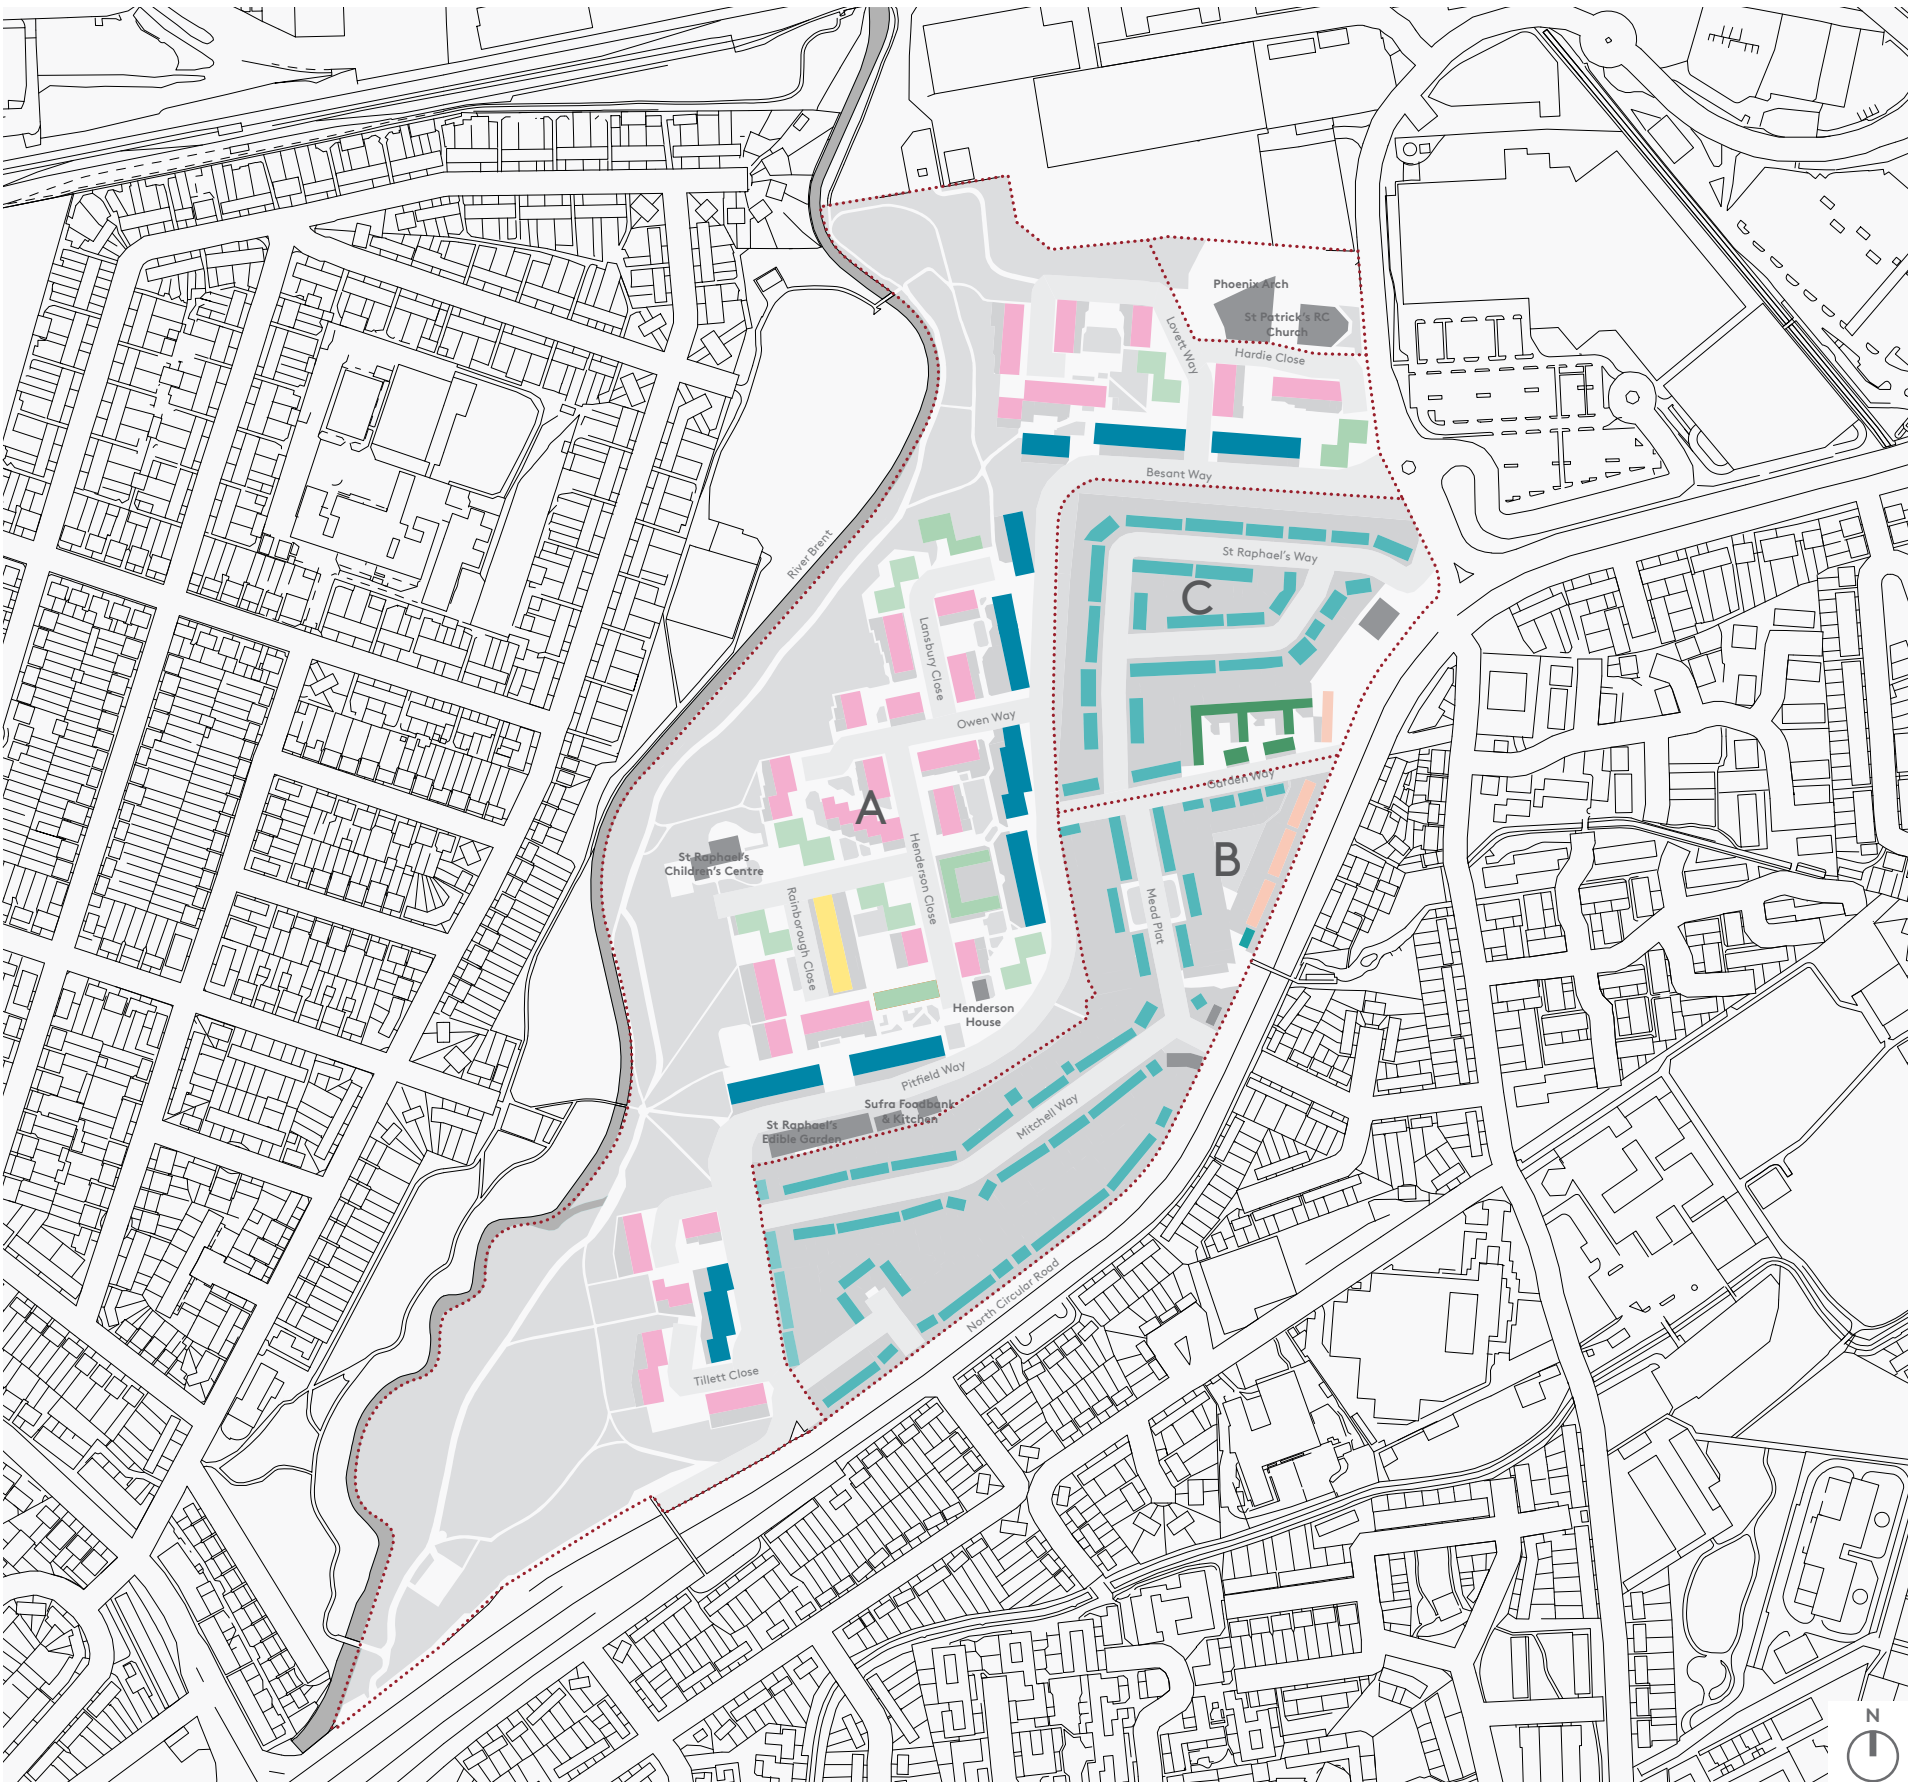 Phoenix Arch
St Patrick's RC
Church
Lovett Way
Hardie Close
Besant Way
River Brent
St Raphael's Way
C
Lansbury Close
Owen Way
Garden Way
A
B
Henderson Close
St Raphael's
Children's Centre
Rainborough Close
Mead Plat
Henderson
House
Pitfield Way
Sufra Foodbank
& Kitchen
St Raphael's
Edible Garden
Mitchell Way
North Circular Road
Tillett Close
N